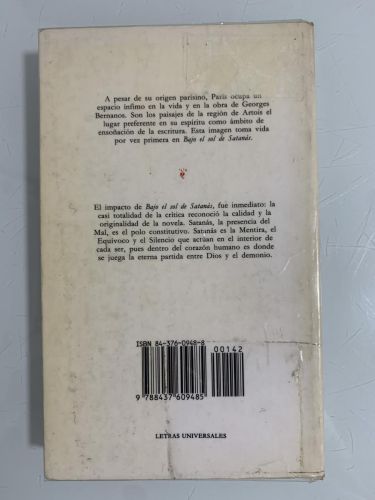 A pesar de su origen parisino, París ocupa un
espacio ínfimo en la vida y en la obra de Georges
Bernanos. Son los paisajes de la región de Artois el
lugar preferente en su espíritu como ámbito de
ensoñación de la escritura. Esta imagen toma vida
por vez primera en Bajo el sol de Satanás.
El impacto de Bajo el sol de Satanás, fue inmediato: la
casi totalidad de la crítica reconoció la calidad y la
originalidad de la novela. Satanás, la presencia del
Mal, es el polo constitutivo. Satanás es la Mentira, el
Equívoco y el Silencio que actúan en el interior de
cada ser, pues dentro del corazón humano es donde
se juega la eterna partida entre Dios y el demonio.
ISBN 84-376-0948-8
00142
9 788437 609485
LETRAS UNIVERSALES